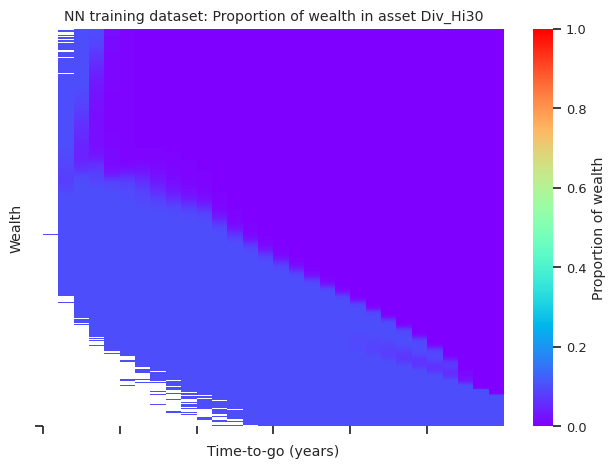 NN training dataset: Proportion of wealth in asset Div_Hi30
Wealth
Time-to-go (years)
1.0
0.8
0.6
0.4
0.2
0.0
Proportion of wealth